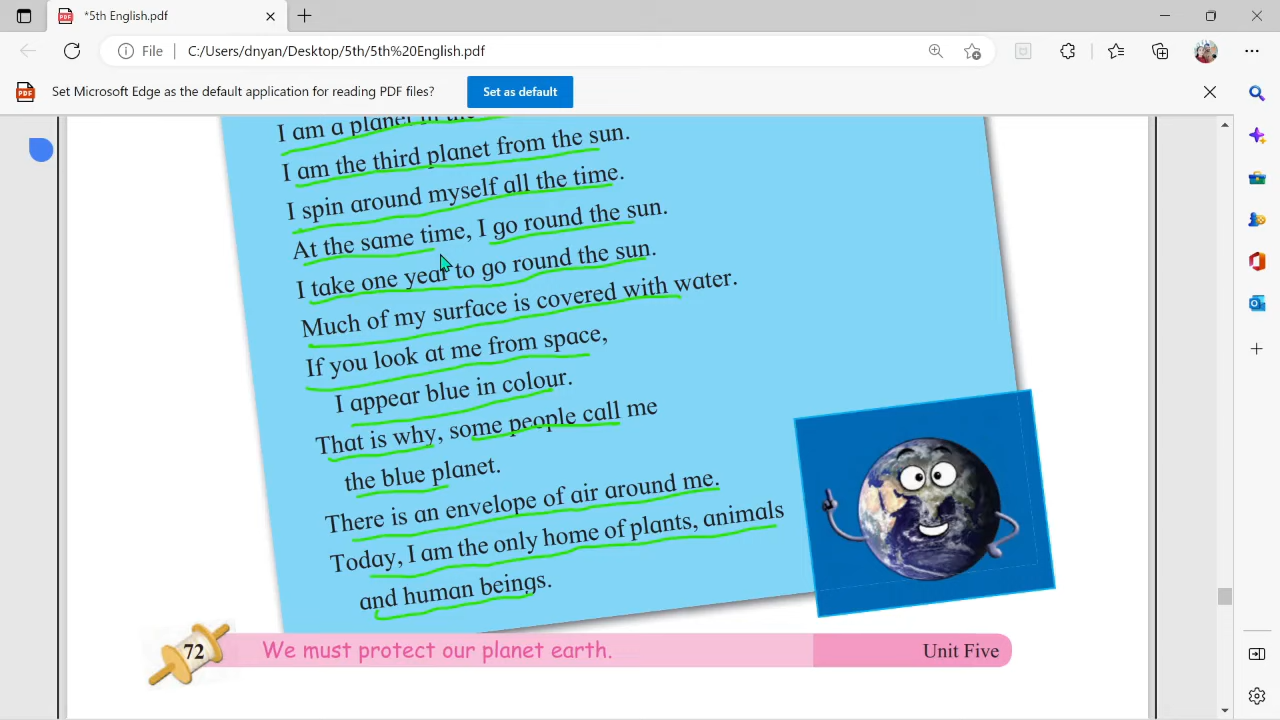 *5th English.pdf
File
C:/Users/dnyan/Desktop/5th/5th%20English.pdf
Set Microsoft Edge as the default application for reading PDF files?
Set as default
I am a planet in the
I am the third planet from the sun.
I spin around myself all the time.
At the same time, I go round the sun.
I take one year to go round the sun.
Much of my surface is covered with water.
If you look at me from space,
I appear blue in colour.
That is why, some people call me
the blue planet.
There is an envelope of air around me.
Today, I am the only home of plants, animals
and human beings.
72
We must protect our planet earth.
Unit Five